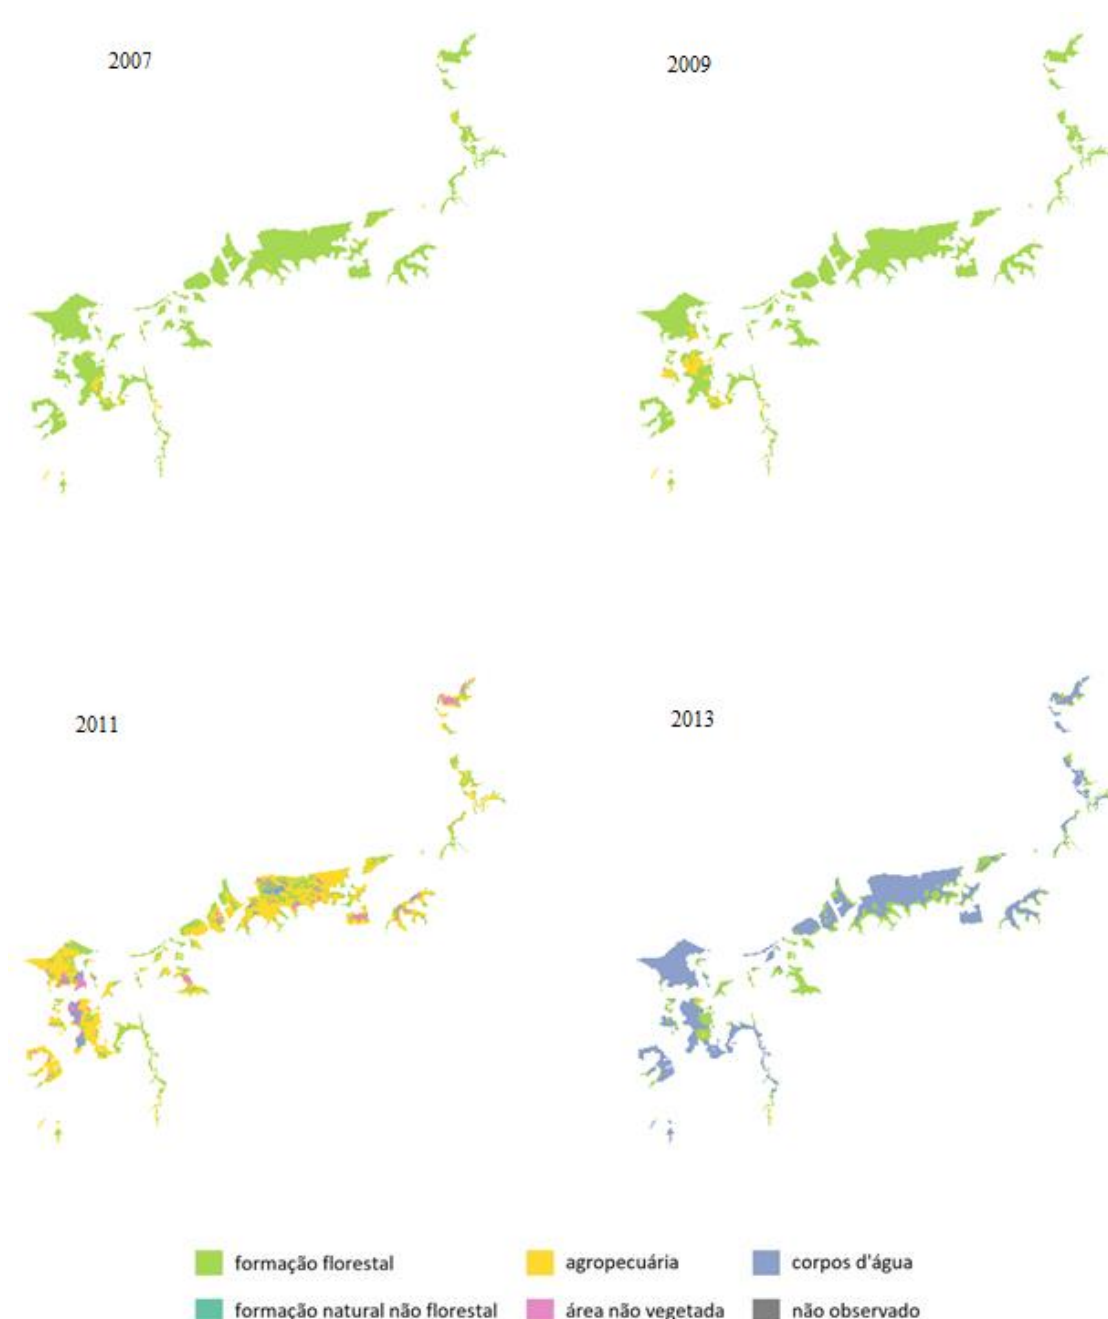 2007
2009
2011
2013
formação florestal
agropecuária
corpos d'água
formação natural não florestal
área não vegetada
não observado